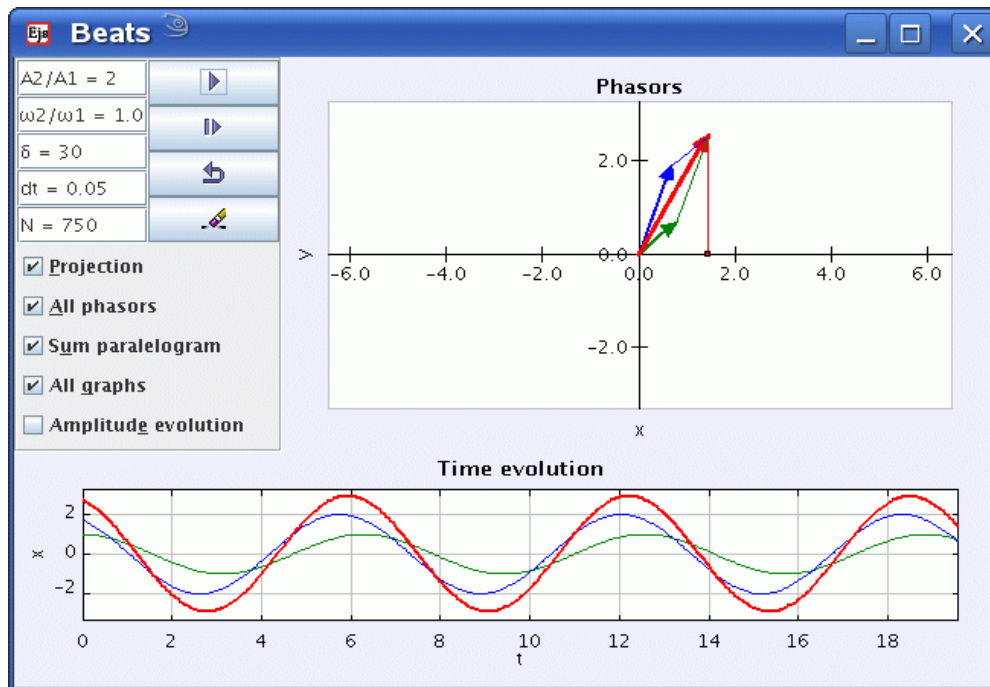 Ejs Beats
A2/A1 = 2
ω2/ω1 = 1.0
δ = 30
dt = 0.05
N = 750
Projection
All phasors
Sum paralelogram
All graphs
Amplitude evolution
Phasors
2.0
0.0
-2.0
-6.0 -4.0 -2.0 0.0 2.0 4.0 6.0
y
x
Time evolution
2
0
-2
x
0 2 4 6 8 10 12 14 16 18
t